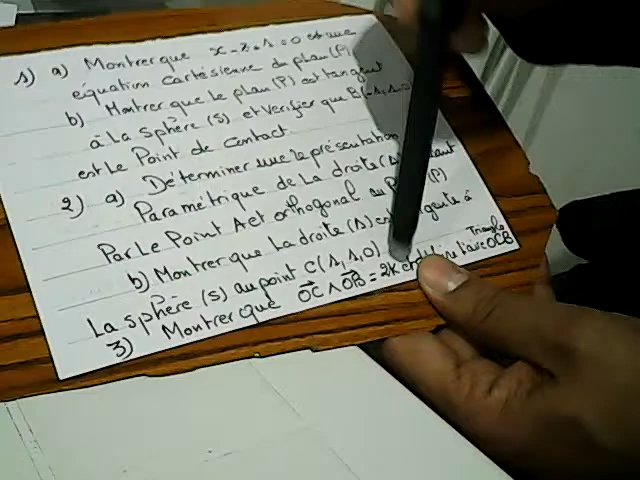 1) a) Montrer que x - z + 1 = 0 est une
équation cartésienne du plan (P)
b) Montrer que le plan (P) est tangent
à La sphère (S) et vérifier que B(-1,1,0)
est le Point de contact.
2) a) Déterminer une représentation
Paramétrique de La droite
Par Le Point A et orthogonal au (P)
b) Montrer que La droite (Δ) est à
La sphère (S) au point C(1,1,0)
3) Montrer que OC ∧ OB = 2K et l'aire Triangle OCB